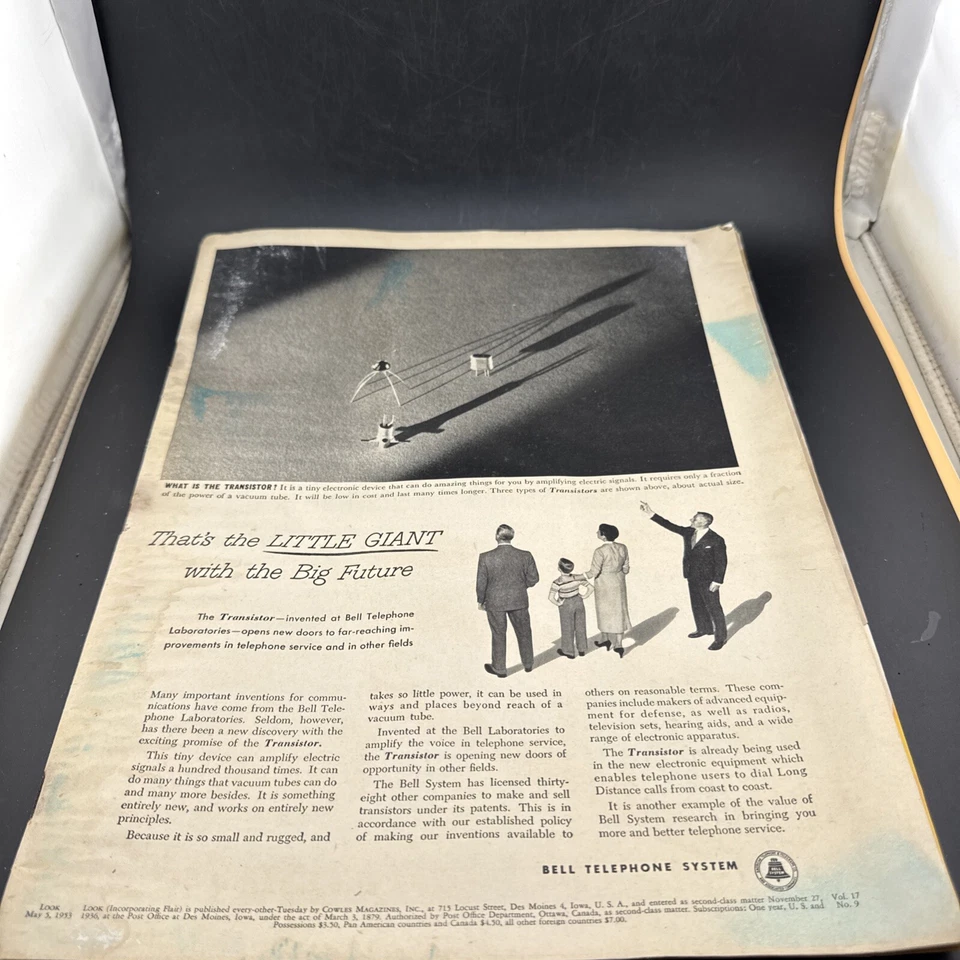 WHAT IS THE TRANSISTOR? It is a tiny electronic device that can do amazing things for you by amplifying electric signals. It requires only a fraction
of the power of a vacuum tube. It will be low in cost and last many times longer. Three types of Transistors are shown above, about actual size.
That's the LITTLE GIANT
with the Big Future
The Transistor—invented at Bell Telephone
Laboratories—opens new doors to far-reaching im-
provements in telephone service and in other fields
Many important inventions for commu-
nications have come from the Bell Tele-
phone Laboratories. Seldom, however,
has there been a new discovery with the
exciting promise of the Transistor.
This tiny device can amplify electric
signals a hundred thousand times. It can
do many things that vacuum tubes can do
and many more besides. It is something
entirely new, and works on entirely new
principles.
Because it is so small and rugged, and
takes so little power, it can be used in
ways and places beyond reach of a
vacuum tube.
Invented at the Bell Laboratories to
amplify the voice in telephone service,
the Transistor is opening new doors of
opportunity in other fields.
The Bell System has licensed thirty-
eight other companies to make and sell
transistors under its patents. This is in
accordance with our established policy
of making our inventions available to
others on reasonable terms. These com-
panies include makers of advanced equip-
ment for defense, as well as radios,
television sets, hearing aids, and a wide
range of electronic apparatus.
The Transistor is already being used
in the new electronic equipment which
enables telephone users to dial Long
Distance calls from coast to coast.
It is another example of the value of
Bell System research in bringing you
more and better telephone service.
BELL TELEPHONE SYSTEM
BELL
SYSTEM
LOOK
May 5, 1953
LOOK (Incorporating Flair) is published every-other-Tuesday by COWLES MAGAZINES, INC., at 715 Locust Street, Des Moines 4, Iowa, U. S. A., and entered as second-class matter November 27,
1936, at the Post Office at Des Moines, Iowa, under the act of March 3, 1879. Authorized by Post Office Department, Ottawa, Canada, as second-class matter. Subscriptions: One year, U. S. and
Possessions $3.50, Pan American countries and Canada $4.50, all other foreign countries $7.00.
Vol. 17
No. 9